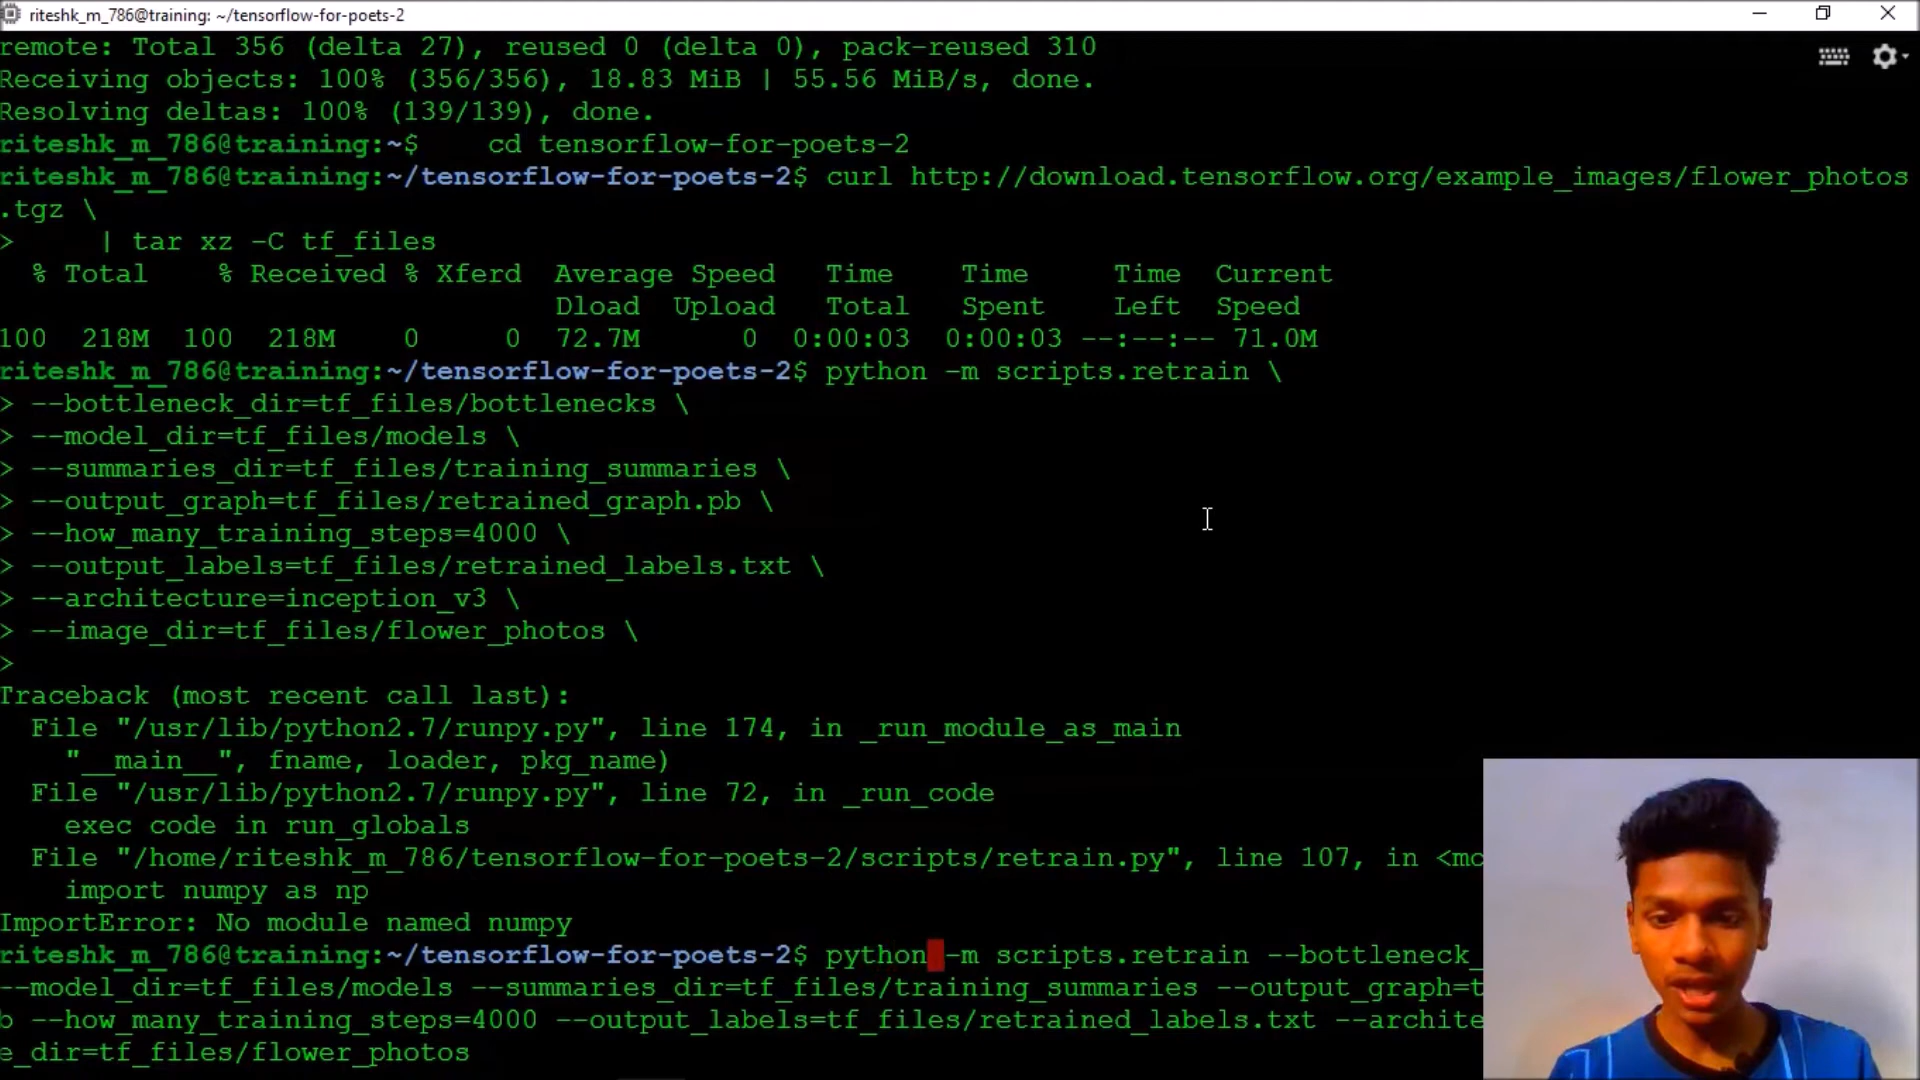 riteshk_m_786@training: ~/tensorflow-for-poets-2
remote: Total 356 (delta 27), reused 0 (delta 0), pack-reused 310
Receiving objects: 100% (356/356), 18.83 MiB | 55.56 MiB/s, done.
Resolving deltas: 100% (139/139), done.
riteshk_m_786@training:~$    cd tensorflow-for-poets-2
riteshk_m_786@training:~/tensorflow-for-poets-2$ curl http://download.tensorflow.org/example_images/flower_photos
.tgz \
>     | tar xz -C tf_files
% Total    % Received % Xferd  Average Speed   Time    Time     Time  Current
Dload  Upload   Total   Spent    Left  Speed
100  218M  100  218M    0     0  72.7M      0  0:00:03  0:00:03 --:--:-- 71.0M
riteshk_m_786@training:~/tensorflow-for-poets-2$ python -m scripts.retrain \
> --bottleneck_dir=tf_files/bottlenecks \
> --model_dir=tf_files/models \
> --summaries_dir=tf_files/training_summaries \
> --output_graph=tf_files/retrained_graph.pb \
> --how_many_training_steps=4000 \
> --output_labels=tf_files/retrained_labels.txt \
> --architecture=inception_v3 \
> --image_dir=tf_files/flower_photos \
>
Traceback (most recent call last):
File "/usr/lib/python2.7/runpy.py", line 174, in _run_module_as_main
"__main__", fname, loader, pkg_name)
File "/usr/lib/python2.7/runpy.py", line 72, in _run_code
exec code in run_globals
File "/home/riteshk_m_786/tensorflow-for-poets-2/scripts/retrain.py", line 107, in
import numpy as np
ImportError: No module named numpy
riteshk_m_786@training:~/tensorflow-for-poets-2$ python -m scripts.retrain --bottleneck_
--model_dir=tf_files/models --summaries_dir=tf_files/training_summaries --output_graph=t
b --how_many_training_steps=4000 --output_labels=tf_files/retrained_labels.txt --archite
e_dir=tf_files/flower_photos